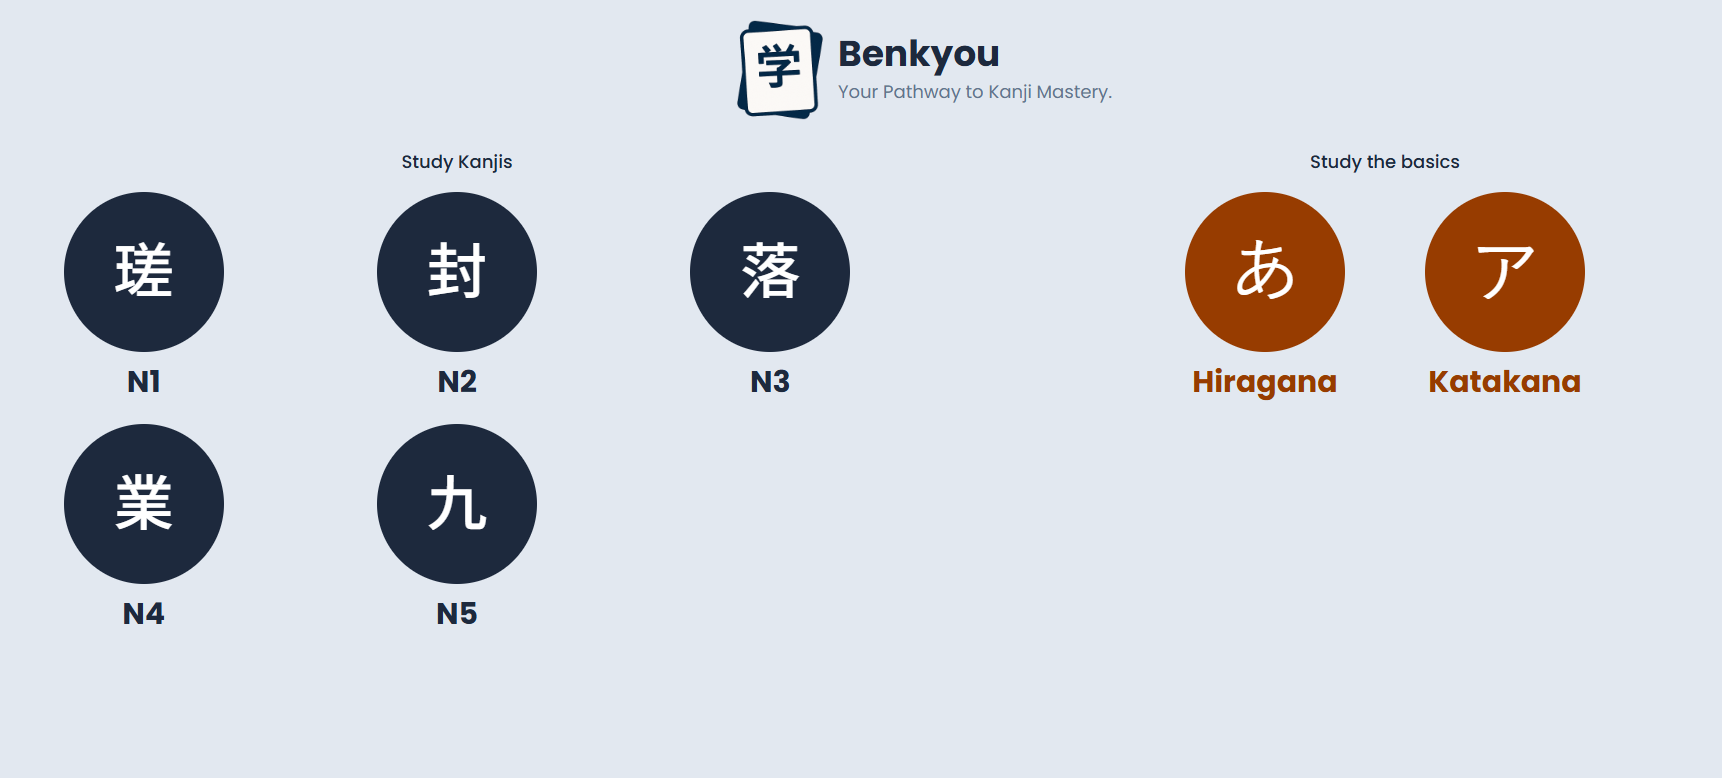 学
Benkyou
Your Pathway to Kanji Mastery.
Study Kanjis
瑳
N1
封
N2
落
N3
業
N4
九
N5
Study the basics
あ
Hiragana
ア
Katakana